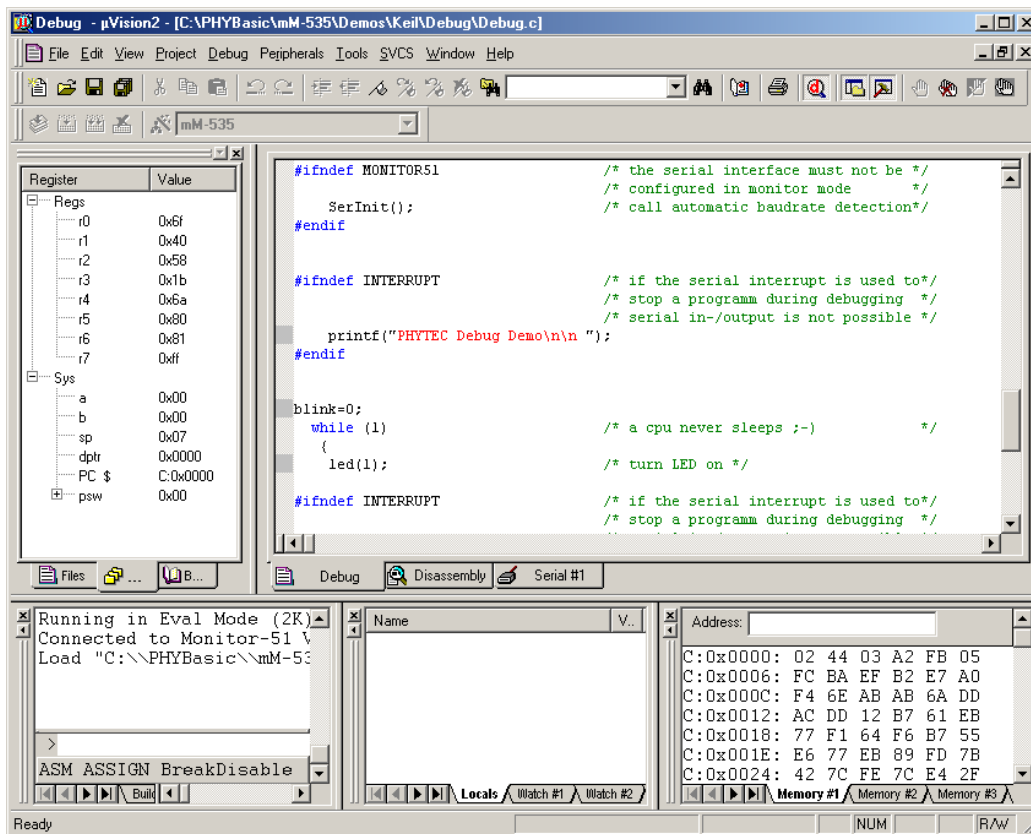 Debug - µVision2 - [C:\PHYBasic\mM-535\Demos\Keil\Debug\Debug.c]
File Edit View Project Debug Peripherals Tools SVCS Window Help
mM-535
Register Value
Regs
r0 0x6f
r1 0x40
r2 0x58
r3 0x1b
r4 0x6a
r5 0x80
r6 0x81
r7 0xff
Sys
a 0x00
b 0x00
sp 0x07
dptr 0x0000
PC $ C:0x0000
psw 0x00
Files ... B...
#ifndef MONITOR51 /* the serial interface must not be */
/* configured in monitor mode */
SerInit(); /* call automatic baudrate detection*/
#endif
#ifndef INTERRUPT /* if the serial interrupt is used to*/
/* stop a programm during debugging */
/* serial in-/output is not possible */
printf("PHYTEC Debug Demo\n\n ");
#endif
blink=0;
while (1) /* a cpu never sleeps ;-) */
{
led(1); /* turn LED on */
#ifndef INTERRUPT /* if the serial interrupt is used to*/
/* stop a programm during debugging */
Debug Disassembly Serial #1
Running in Eval Mode (2K)
Connected to Monitor-51 V
Load "C:\\PHYBasic\\mM-53
>
ASM ASSIGN BreakDisable
Build
Name V..
Locals Watch #1 Watch #2
Address:
C:0x0000: 02 44 03 A2 FB 05
C:0x0006: FC BA EF B2 E7 A0
C:0x000C: F4 6E AB AB 6A DD
C:0x0012: AC DD 12 B7 61 EB
C:0x0018: 77 F1 64 F6 B7 55
C:0x001E: E6 77 EB 89 FD 7B
C:0x0024: 42 7C FE 7C E4 2F
Memory #1 Memory #2 Memory #3
Ready NUM R/W